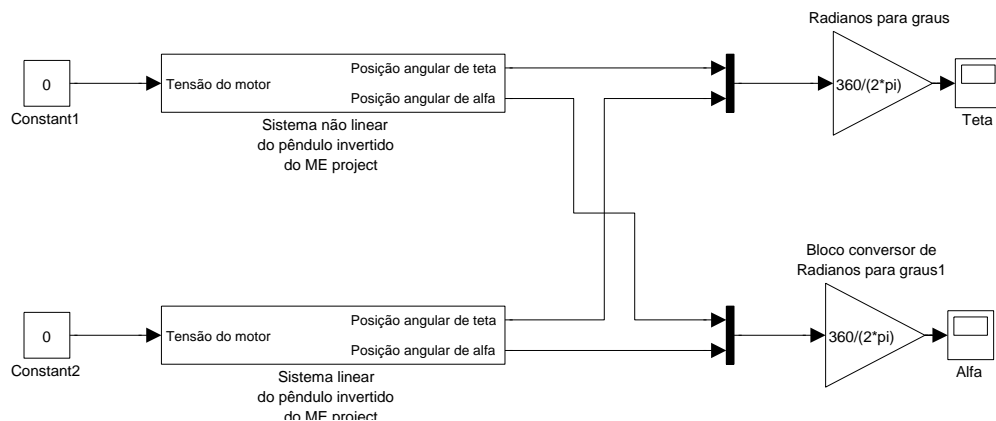 Radianos para graus
0
Constant1
Tensão do motor
Posição angular de teta
Posição angular de alfa
Sistema não linear
do pêndulo invertido
do ME project
360/(2*pi)
Teta
Bloco conversor de
Radianos para graus1
0
Constant2
Tensão do motor
Posição angular de teta
Posição angular de alfa
Sistema linear
do pêndulo invertido
do ME project
360/(2*pi)
Alfa